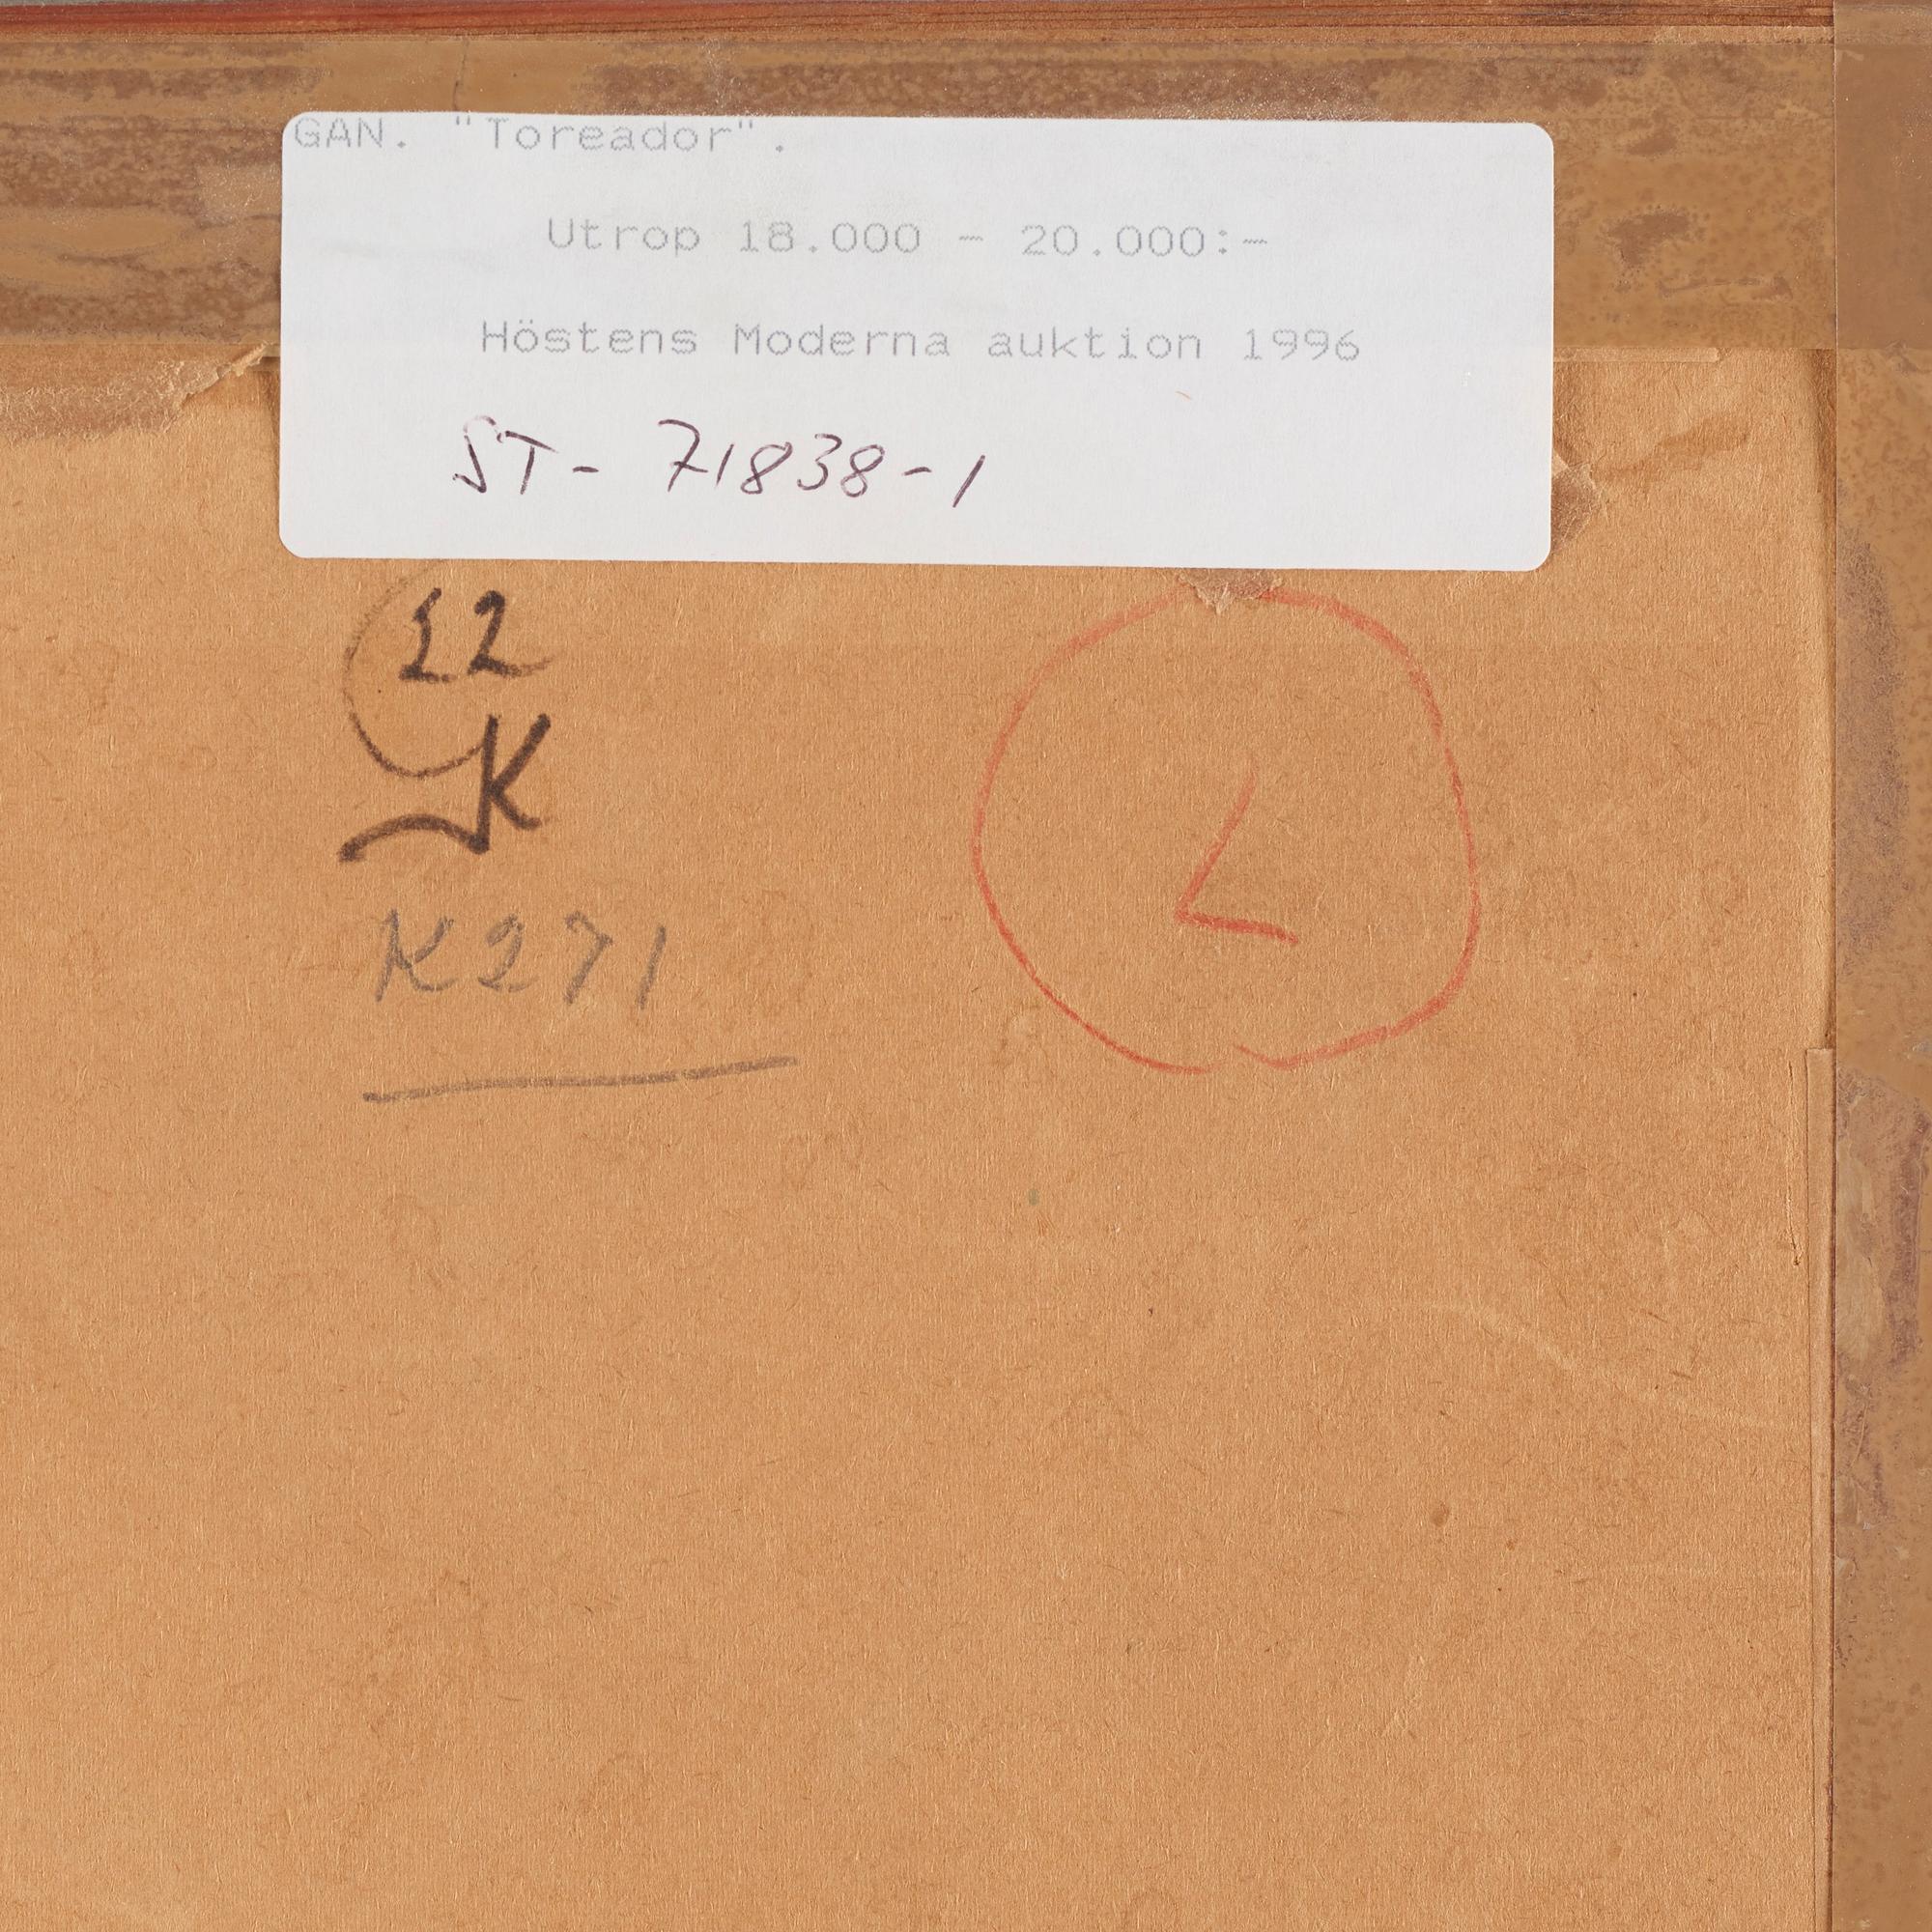 GAN. "Toreador".
Utrop 18.000 - 20.000:-
Höstens Moderna auktion 1996
ST- 71838-1
12
K
K271
L